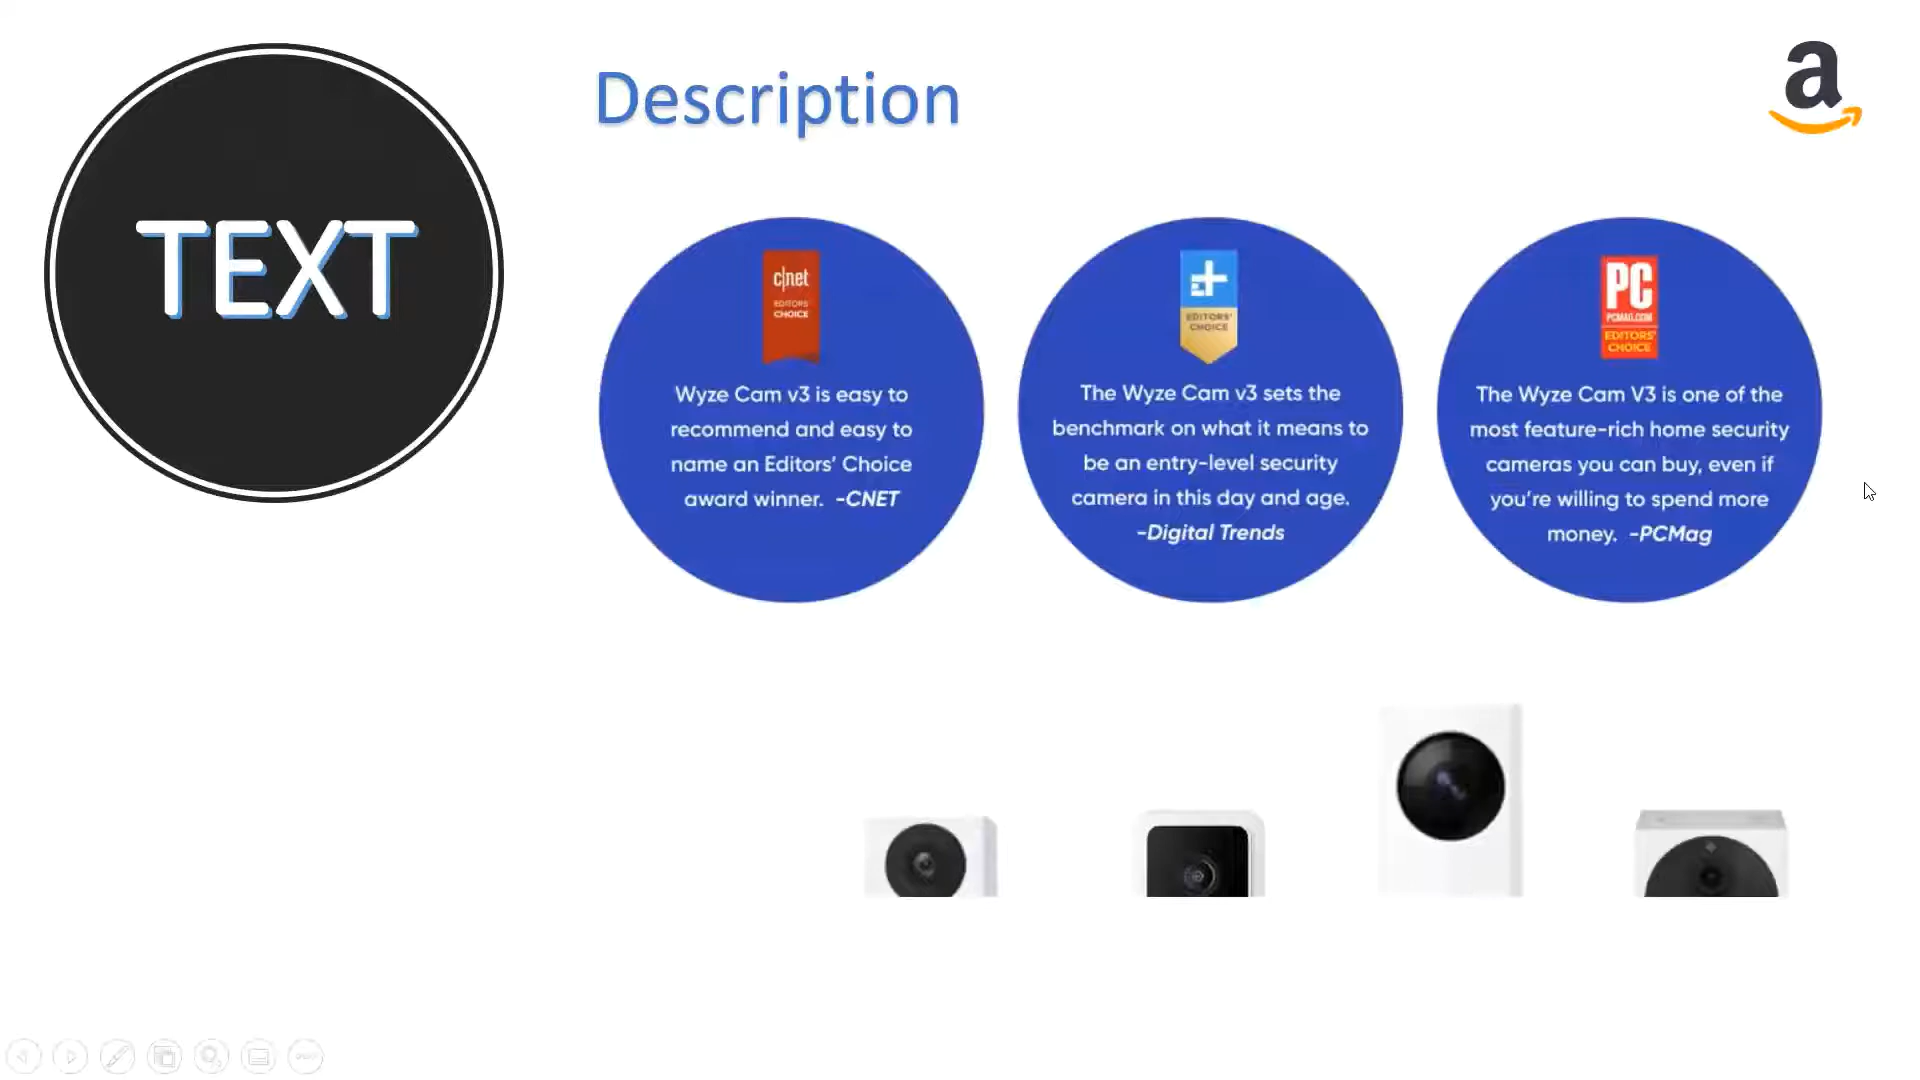 TEXT
Description
a
c|net
EDITORS'
CHOICE
Wyze Cam v3 is easy to
recommend and easy to
name an Editors' Choice
award winner. -CNET
EDITORS'
CHOICE
The Wyze Cam v3 sets the
benchmark on what it means to
be an entry-level security
camera in this day and age.
-Digital Trends
PC
PCMAG.COM
EDITORS'
CHOICE
The Wyze Cam V3 is one of the
most feature-rich home security
cameras you can buy, even if
you're willing to spend more
money. -PCMag